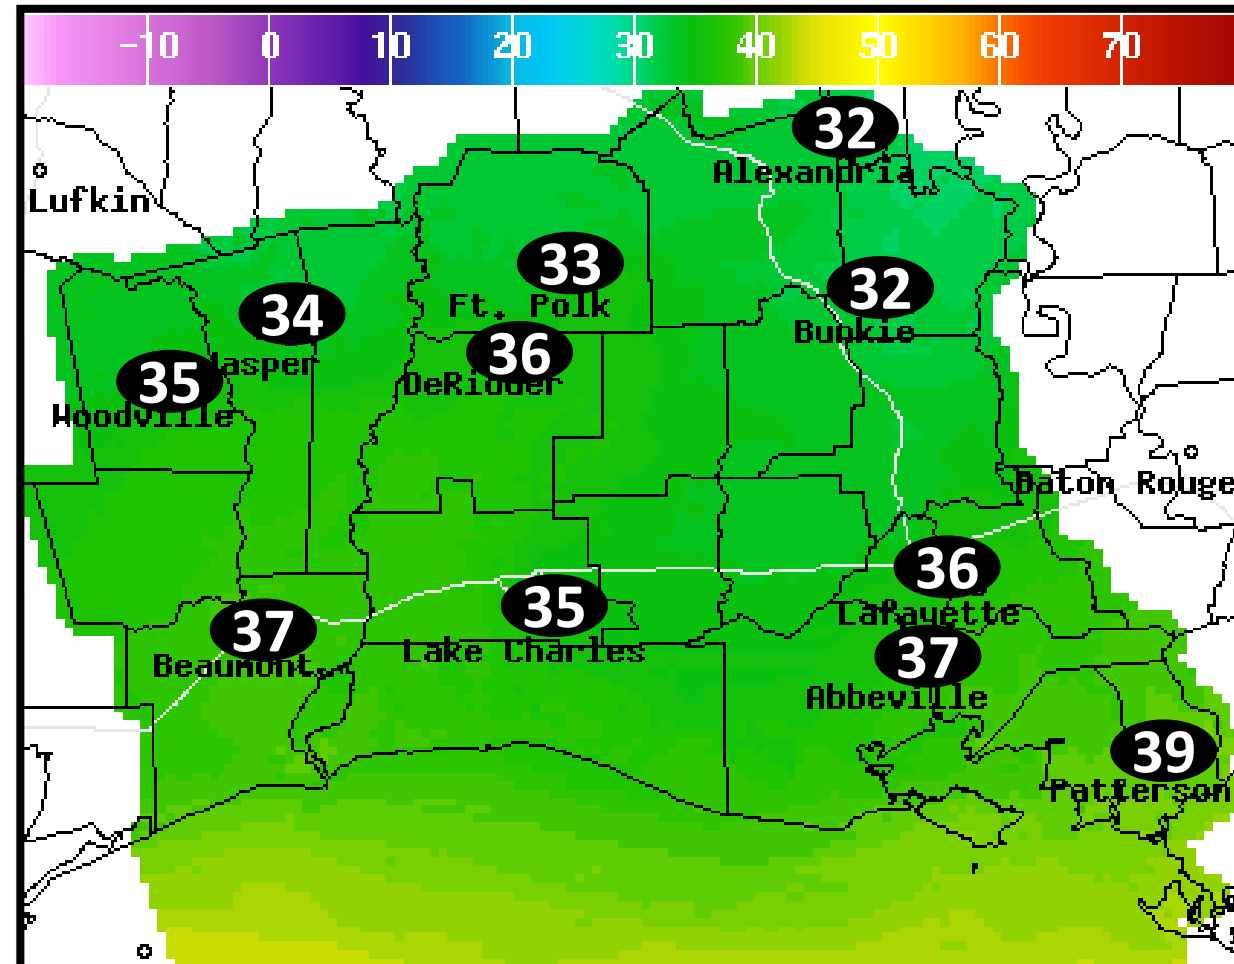 -10 0 10 20 30 40 50 60 70
32
Alexandria
Lufkin
33
Ft. Polk
32
Bunkie
34
Jasper
36
DeRidder
35
Woodville
Baton Rouge
36
Lafayette
35
Lake Charles
37
Beaumont
37
Abbeville
39
Patterson